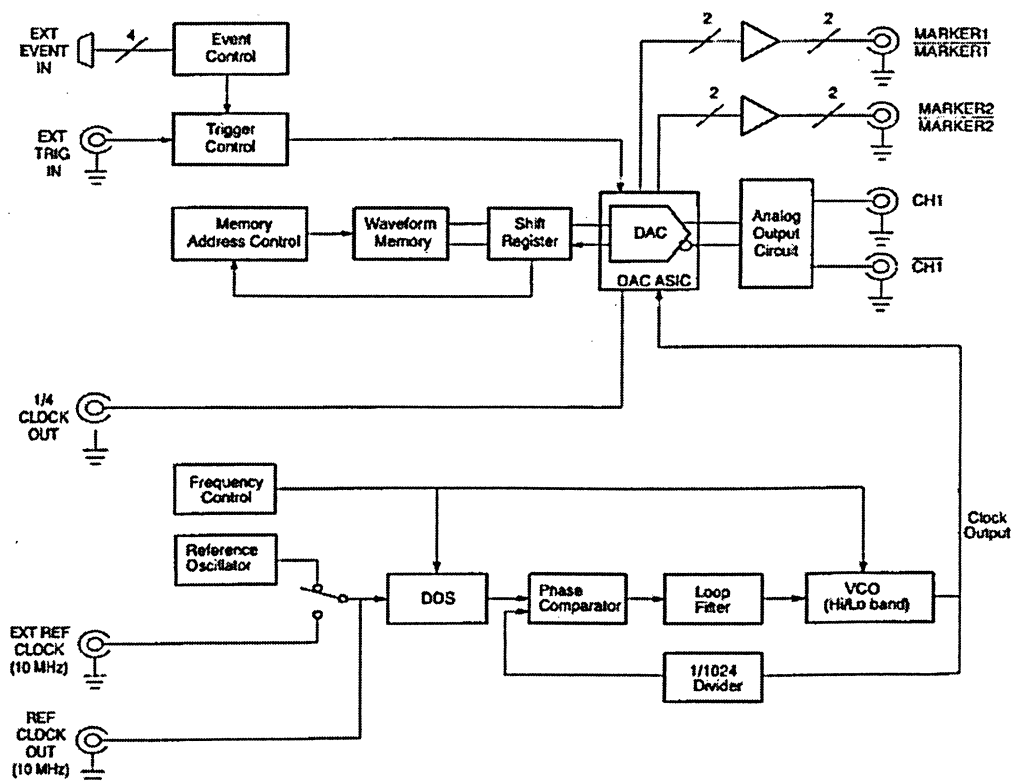 EXT
EVENT
IN
4
Event
Control
EXT
TRIG
IN
Trigger
Control
2
2
MARKER1
MARKER1
2
2
MARKER2
MARKER2
Memory
Address Control
Waveform
Memory
Shift
Register
DAC
DAC ASIC
Analog
Output
Circuit
CH1
CH1
1/4
CLOCK
OUT
Frequency
Control
Reference
Oscillator
DDS
Phase
Comparator
Loop
Filter
VCO
(Hi/Lo band)
Clock
Output
1/1024
Divider
EXT REF
CLOCK
(10 MHz)
REF
CLOCK
OUT
(10 MHz)